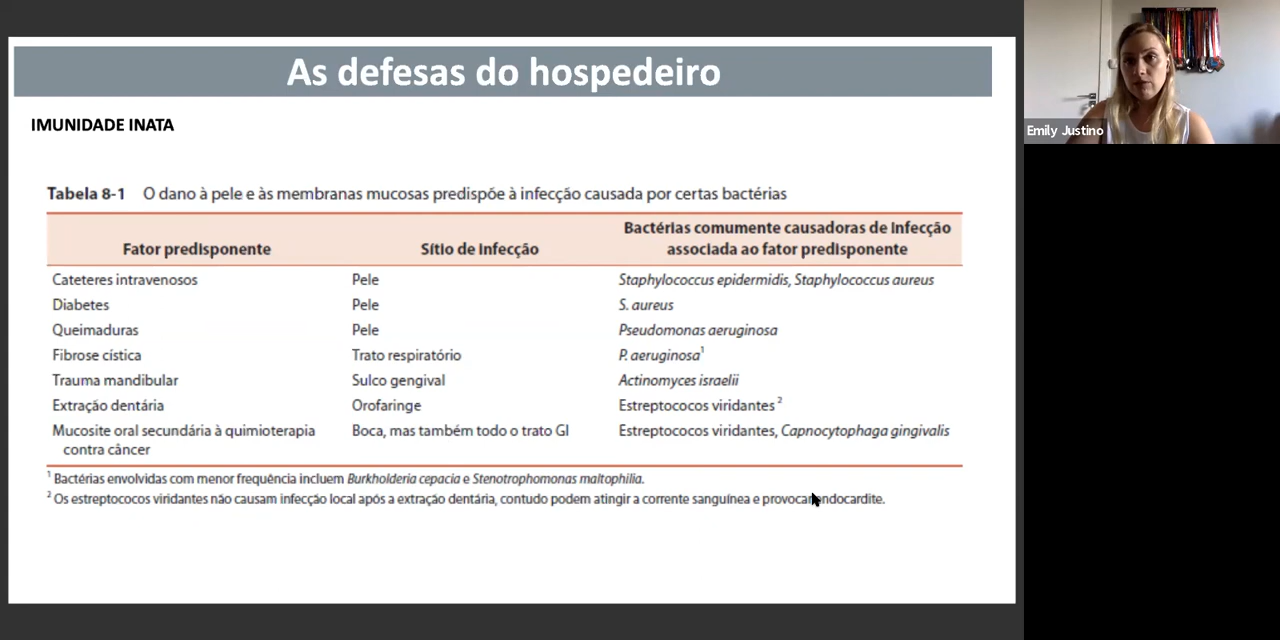 As defesas do hospedeiro
IMUNIDADE INATA
Tabela 8-1 O dano à pele e às membranas mucosas predispõe à infecção causada por certas bactérias
Fator predisponente Sítio de infecção Bactérias comumente causadoras de infecção associada ao fator predisponente
Cateteres intravenosos Pele Staphylococcus epidermidis, Staphylococcus aureus
Diabetes Pele S. aureus
Queimaduras Pele Pseudomonas aeruginosa
Fibrose cística Trato respiratório P. aeruginosa¹
Trauma mandibular Sulco gengival Actinomyces israelii
Extração dentária Orofaringe Estreptococos viridantes ²
Mucosite oral secundária à quimioterapia Boca, mas também todo o trato GI Estreptococos viridantes, Capnocytophaga gingivalis
contra câncer
¹ Bactérias envolvidas com menor frequência incluem Burkholderia cepacia e Stenotrophomonas maltophilia.
² Os estreptococos viridantes não causam infecção local após a extração dentária, contudo podem atingir a corrente sanguínea e provocar endocardite.
Emily Justino